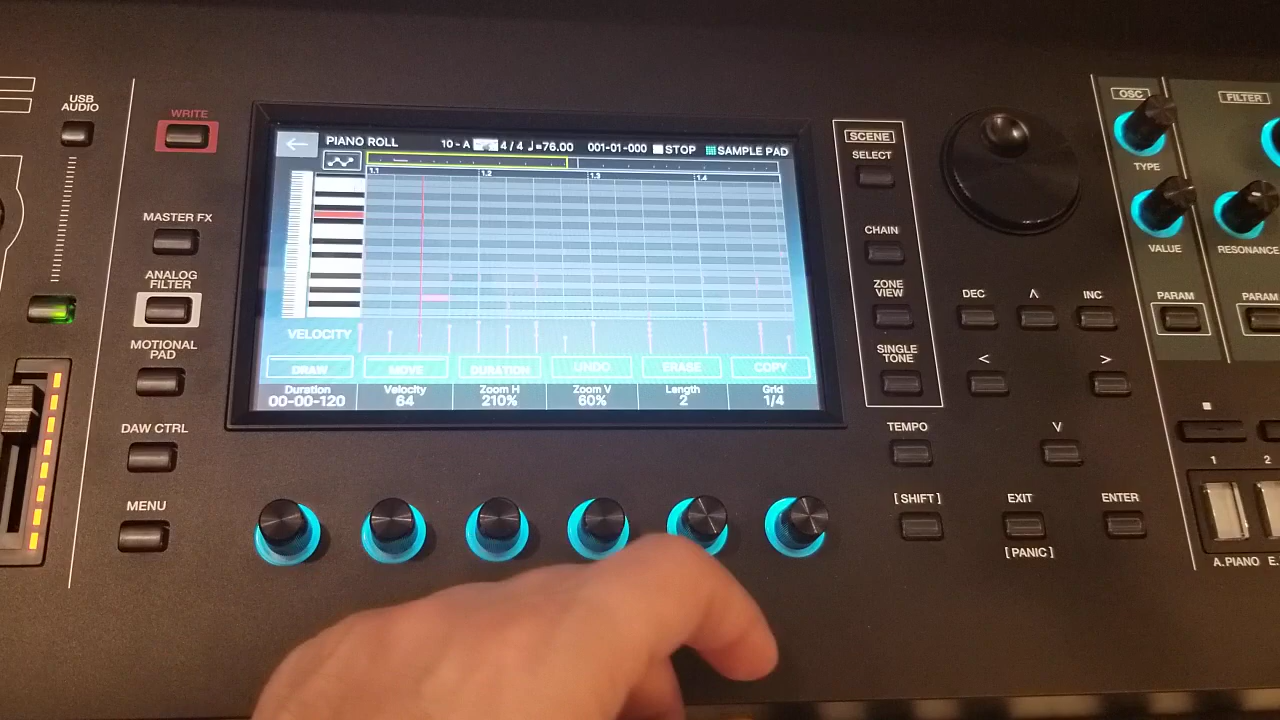 USB
AUDIO
WRITE
MASTER FX
ANALOG
FILTER
MOTIONAL
PAD
DAW CTRL
MENU
PIANO ROLL 10-A 4/4 ♩=76.00 001-01-000 STOP SAMPLE PAD
1.1 1.2 1.3 1.4
VELOCITY
DRAW MOVE DURATION UNDO ERASE COPY
Duration Velocity Zoom H Zoom V Length Grid
00-00-120 64 210% 60% 2 1/4
SCENE
SELECT
CHAIN
ZONE
VIEW
SINGLE
TONE
DEC ∧ INC
< >
TEMPO ∨
[SHIFT] EXIT ENTER
[PANIC]
OSC FILTER
TYPE
VALUE RESONANCE
PARAM PARAM
1 2
A.PIANO E.